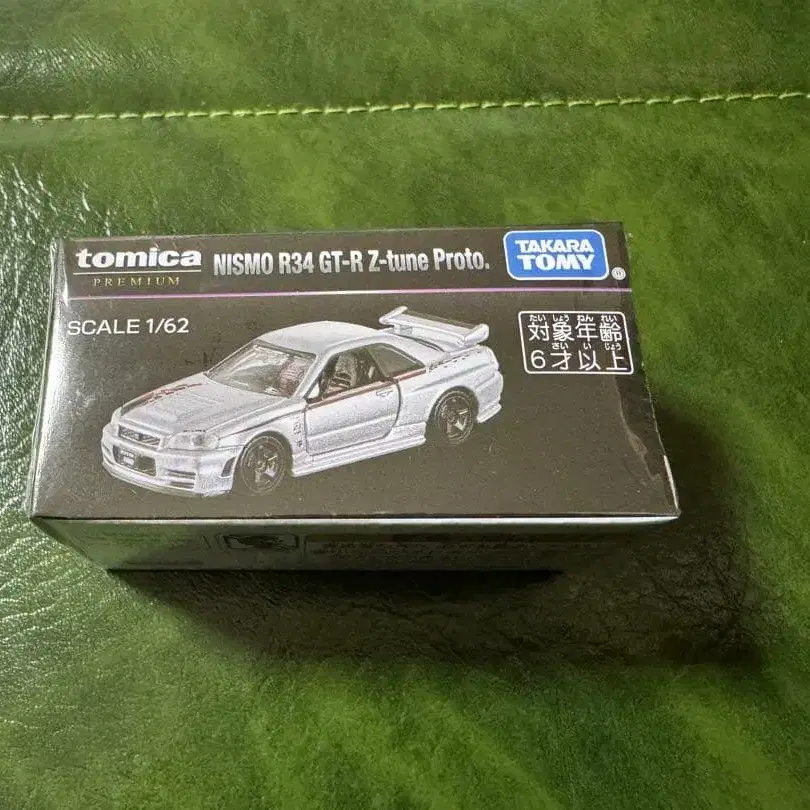 tomica
PREMIUM
NISMO R34 GT-R Z-tune Proto.
TAKARA
TOMY
®
SCALE 1/62
たい しょう ねん れい
対象年齢
さい い じょう
6才以上